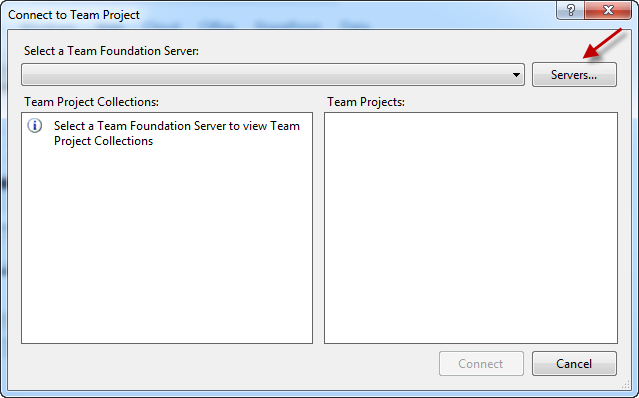 Connect to Team Project
?
Select a Team Foundation Server:
Servers...
Team Project Collections:
Team Projects:
Select a Team Foundation Server to view Team
Project Collections
Connect
Cancel